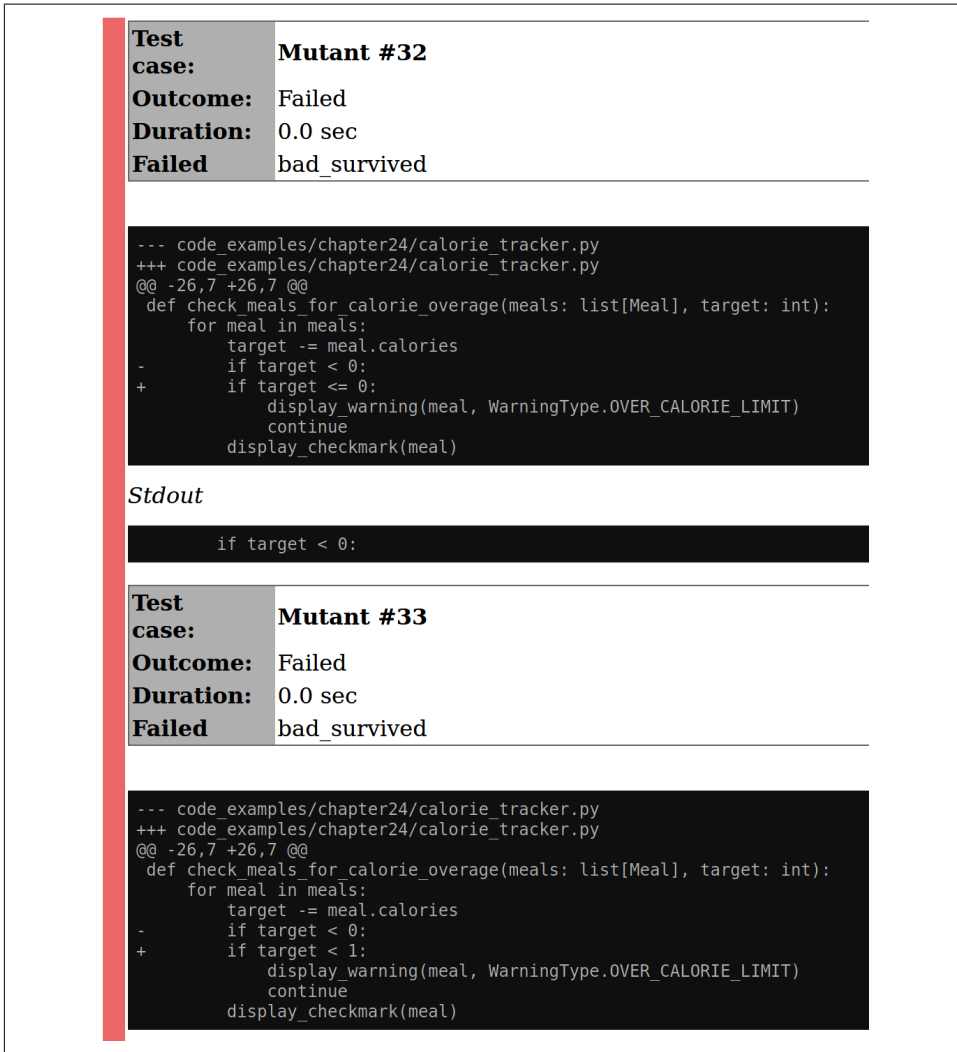 Test
case:
Mutant #32
Outcome: Failed
Duration: 0.0 sec
Failed bad_survived
--- code_examples/chapter24/calorie_tracker.py
+++ code_examples/chapter24/calorie_tracker.py
@@ -26,7 +26,7 @@
 def check_meals_for_calorie_overage(meals: list[Meal], target: int):
     for meal in meals:
         target -= meal.calories
-        if target < 0:
+        if target <= 0:
             display_warning(meal, WarningType.OVER_CALORIE_LIMIT)
             continue
         display_checkmark(meal)
Stdout
        if target < 0:
Test
case:
Mutant #33
Outcome: Failed
Duration: 0.0 sec
Failed bad_survived
--- code_examples/chapter24/calorie_tracker.py
+++ code_examples/chapter24/calorie_tracker.py
@@ -26,7 +26,7 @@
 def check_meals_for_calorie_overage(meals: list[Meal], target: int):
     for meal in meals:
         target -= meal.calories
-        if target < 0:
+        if target < 1:
             display_warning(meal, WarningType.OVER_CALORIE_LIMIT)
             continue
         display_checkmark(meal)